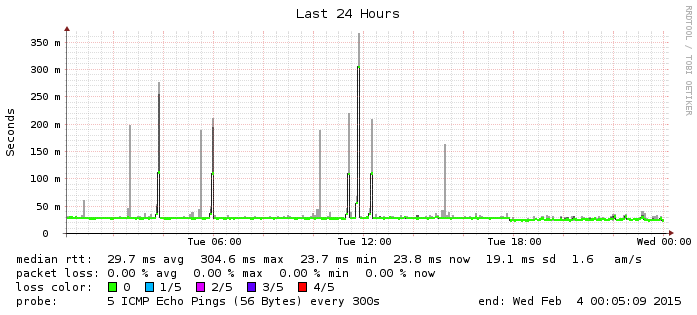 Last 24 Hours
RRDTOOL / TOBI OETIKER
Seconds
350 m
300 m
250 m
200 m
150 m
100 m
50 m
0
Tue 06:00 Tue 12:00 Tue 18:00 Wed 00:00
median rtt: 29.7 ms avg 304.6 ms max 23.7 ms min 23.8 ms now 19.1 ms sd 1.6 am/s
packet loss: 0.00 % avg 0.00 % max 0.00 % min 0.00 % now
loss color: 0 1/5 2/5 3/5 4/5
probe: 5 ICMP Echo Pings (56 Bytes) every 300s end: Wed Feb 4 00:05:09 2015